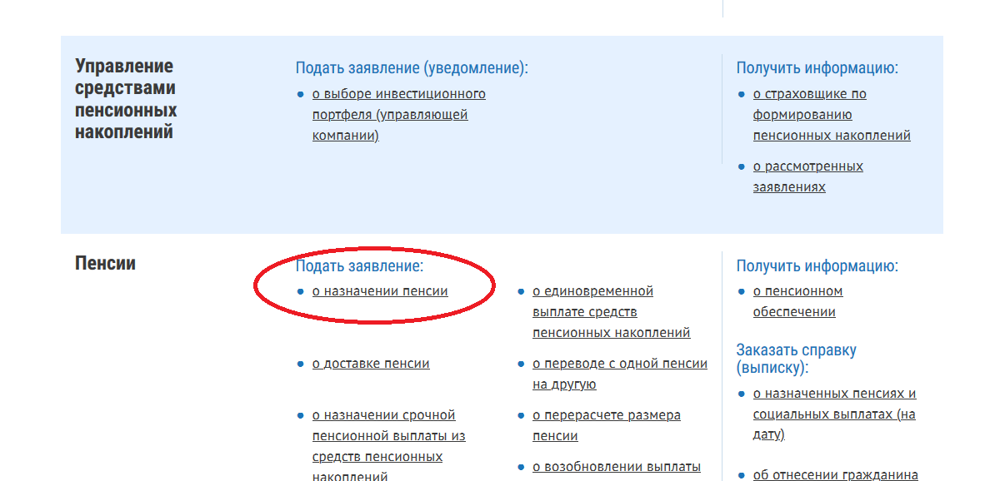 Управление
средствами
пенсионных
накоплений
Подать заявление (уведомление):
о выборе инвестиционного
портфеля (управляющей
компании)
Получить информацию:
о страховщике по
формированию
пенсионных накоплений
о рассмотренных
заявлениях
Пенсии
Подать заявление:
о назначении пенсии
о доставке пенсии
о назначении срочной
пенсионной выплаты из
средств пенсионных
накоплений
о единовременной
выплате средств
пенсионных накоплений
о переводе с одной пенсии
на другую
о перерасчете размера
пенсии
о возобновлении выплаты
Получить информацию:
о пенсионном
обеспечении
Заказать справку
(выписку):
о назначенных пенсиях и
социальных выплатах (на
дату)
об отнесении гражданина